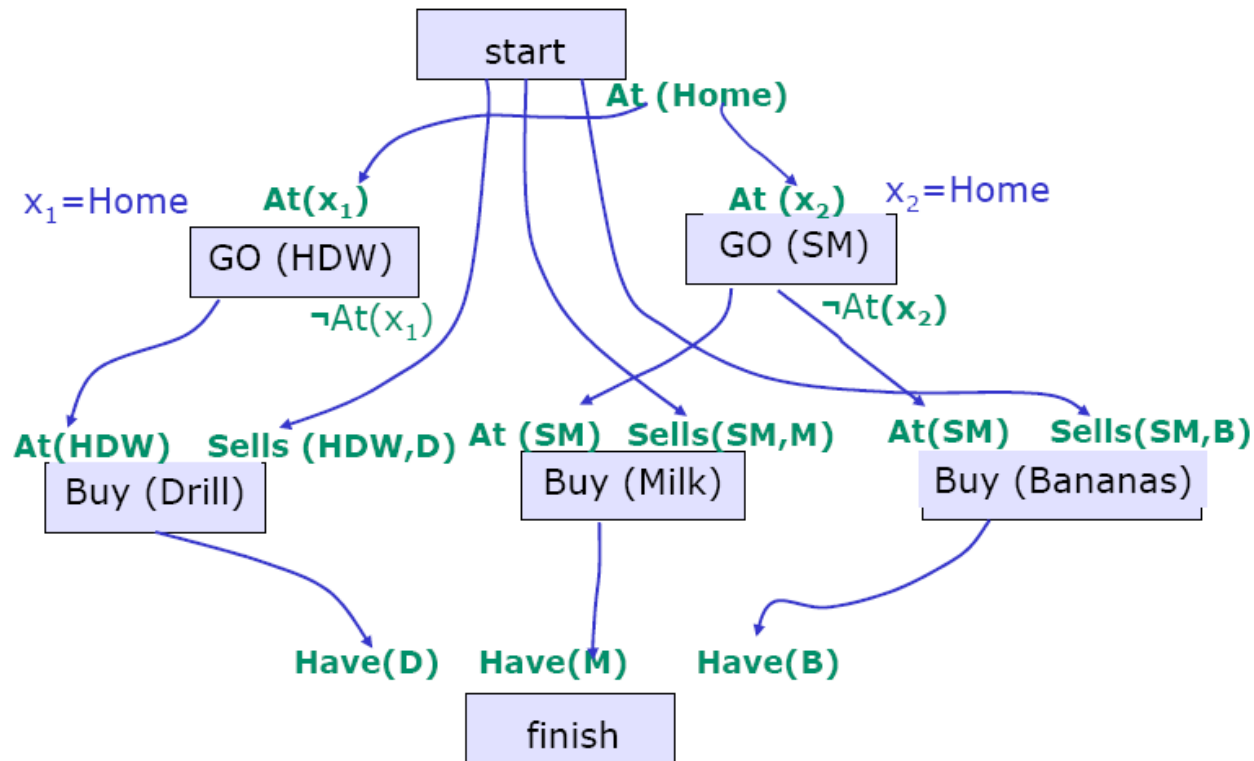 start
At (Home)
x₁=Home
At(x₁)
At (x₂)
x₂=Home
GO (HDW)
GO (SM)
¬At(x₁)
¬At(x₂)
At(HDW)
Sells (HDW,D)
At (SM)
Sells(SM,M)
At(SM)
Sells(SM,B)
Buy (Drill)
Buy (Milk)
Buy (Bananas)
Have(D)
Have(M)
Have(B)
finish